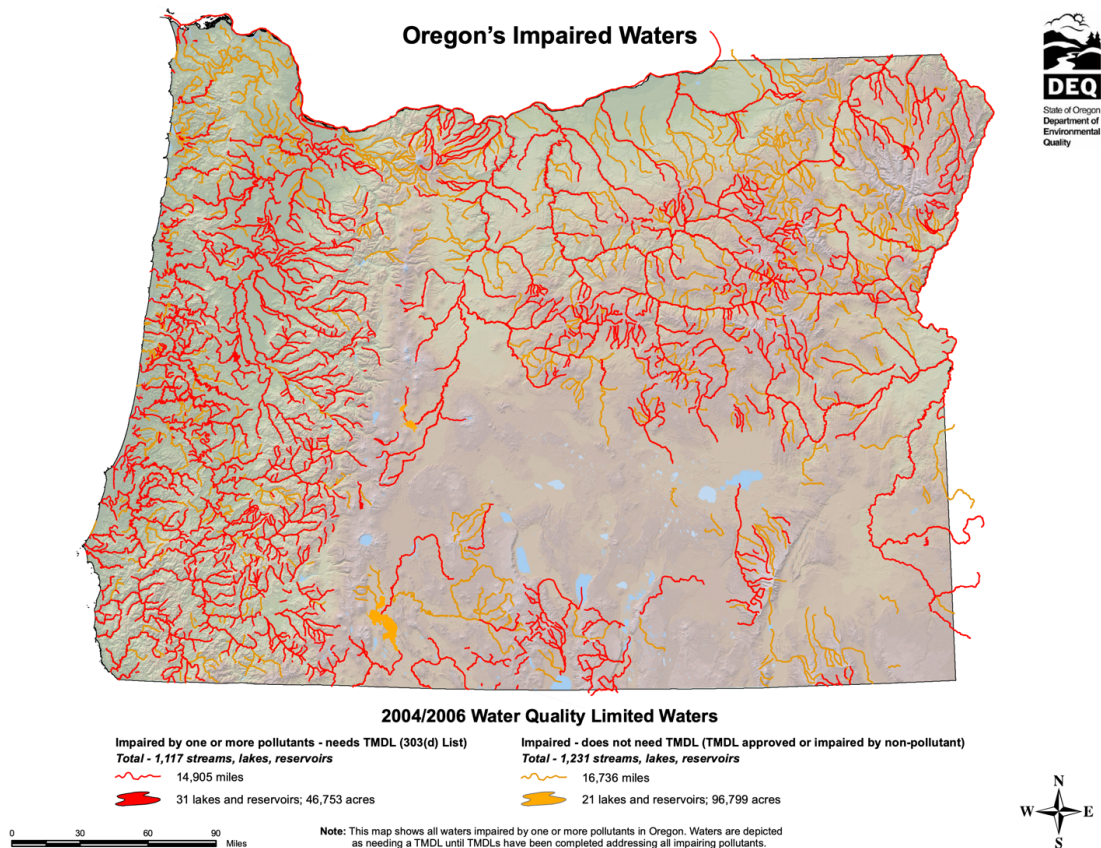 Oregon's Impaired Waters
DEQ
State of Oregon
Department of
Environmental
Quality
2004/2006 Water Quality Limited Waters
Impaired by one or more pollutants - needs TMDL (303(d) List)
Total - 1,117 streams, lakes, reservoirs
14,905 miles
31 lakes and reservoirs; 46,753 acres
Impaired - does not need TMDL (TMDL approved or impaired by non-pollutant)
Total - 1,231 streams, lakes, reservoirs
16,736 miles
21 lakes and reservoirs; 96,799 acres
N
W E
S
0 30 60 90
Miles
Note: This map shows all waters impaired by one or more pollutants in Oregon. Waters are depicted
as needing a TMDL until TMDLs have been completed addressing all impairing pollutants.